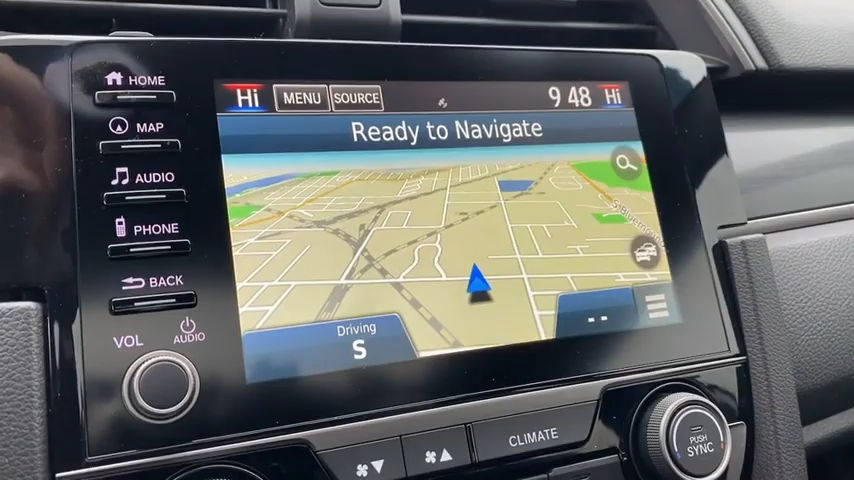 HOME
MAP
AUDIO
PHONE
BACK
VOL
AUDIO
Hi
MENU
SOURCE
9 48
Hi
Ready to Navigate
Driving
S
--
CLIMATE
PUSH
SYNC